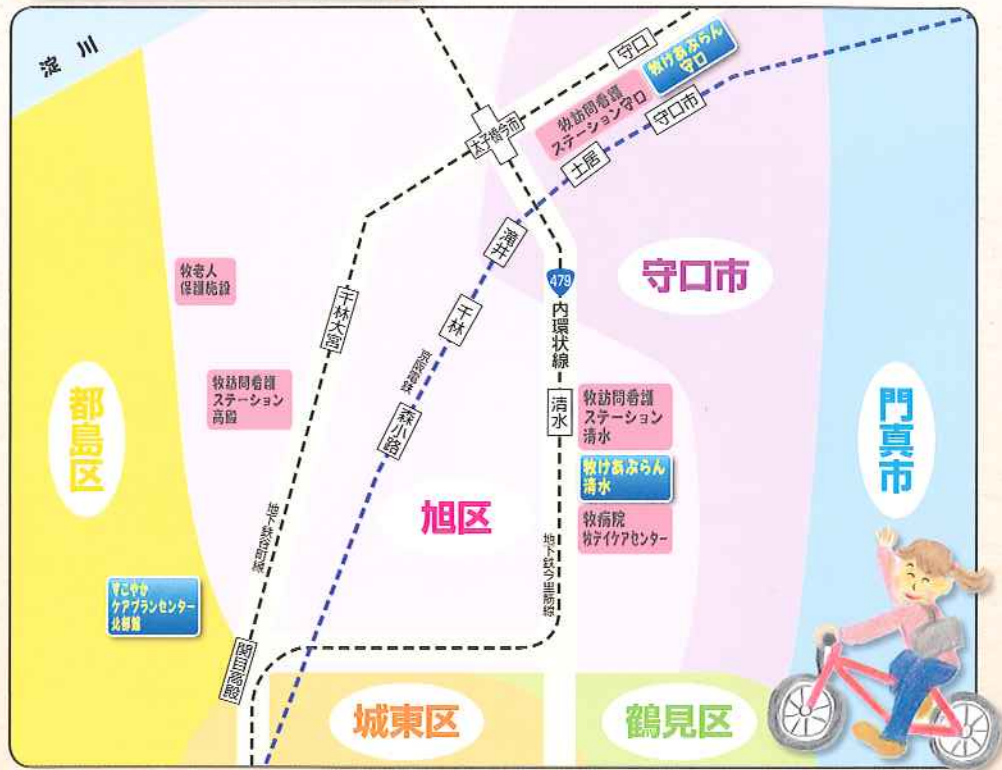 淀川
守口
牧けあぷらん
守口
牧訪問看護
ステーション守口
守口市
太子橋今市
土居
滝井
479
守口市
牧老人
保護施設
千林大宮
千林
内環状線
京阪電鉄
牧訪問看護
ステーション
高殿
都島区
森小路
清水
牧訪問看護
ステーション
清水
門真市
牧けあぷらん
清水
旭区
牧病院
牧デイケアセンター
地下鉄谷町線
地下鉄今里筋線
すこやか
ケアプランセンター
北都館
関目高殿
城東区
鶴見区